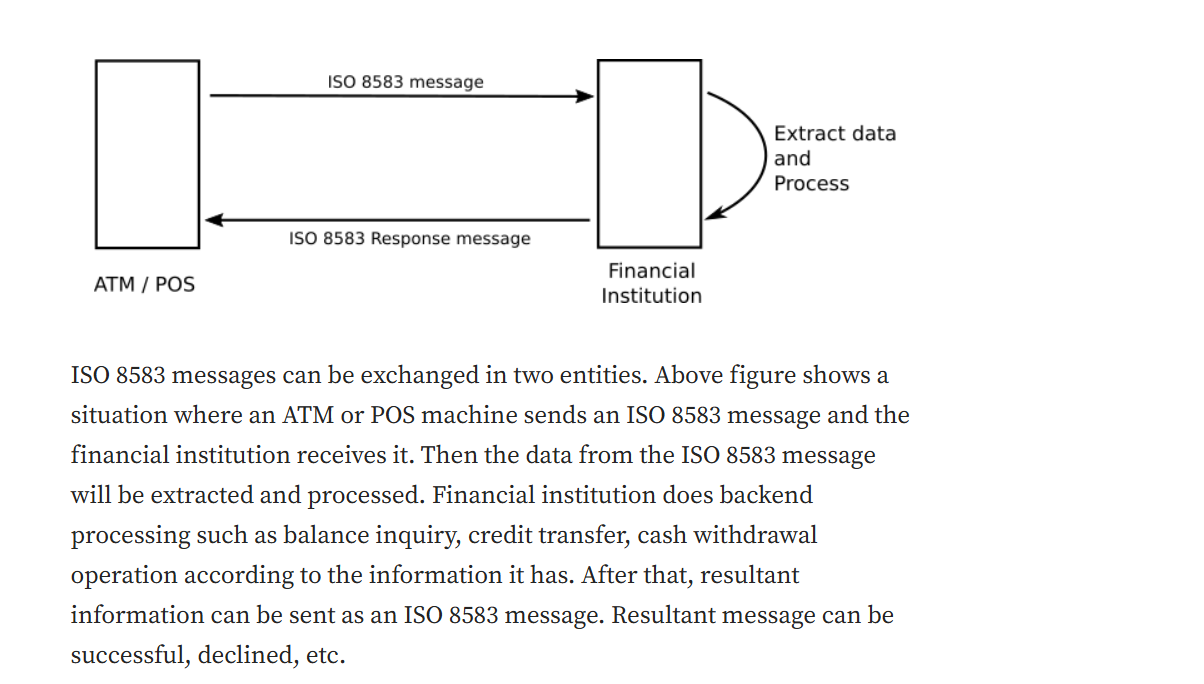 ISO 8583 message
Extract data
and
Process
ISO 8583 Response message
ATM / POS
Financial
Institution
ISO 8583 messages can be exchanged in two entities. Above figure shows a
situation where an ATM or POS machine sends an ISO 8583 message and the
financial institution receives it. Then the data from the ISO 8583 message
will be extracted and processed. Financial institution does backend
processing such as balance inquiry, credit transfer, cash withdrawal
operation according to the information it has. After that, resultant
information can be sent as an ISO 8583 message. Resultant message can be
successful, declined, etc.